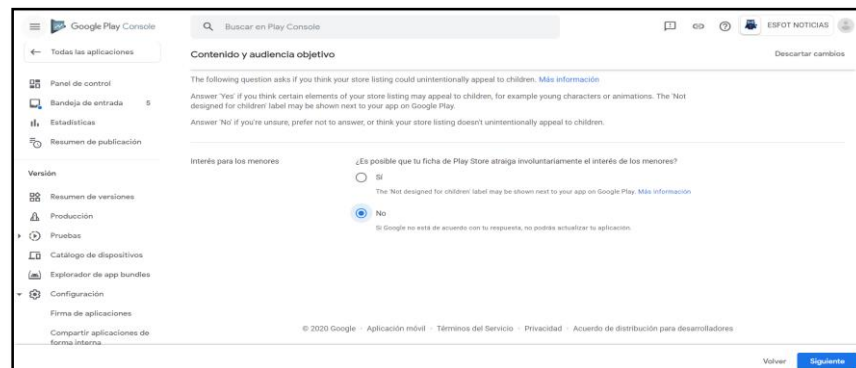 Google Play Console
Buscar en Play Console
ESFOT NOTICIAS
Todas las aplicaciones
Contenido y audiencia objetivo
Descartar cambios
Panel de control
Bandeja de entrada 5
Estadísticas
Resumen de publicación
Versión
Resumen de versiones
Producción
Pruebas
Catálogo de dispositivos
Explorador de app bundles
Configuración
Firma de aplicaciones
Compartir aplicaciones de
forma interna
The following question asks if you think your store listing could unintentionally appeal to children. Más información
Answer 'Yes' if you think certain elements of your store listing may appeal to children, for example young characters or animations. The 'Not
designed for children' label may be shown next to your app on Google Play.
Answer 'No' if you're unsure, prefer not to answer, or think your store listing doesn't unintentionally appeal to children.
Interés para los menores
¿Es posible que tu ficha de Play Store atraiga involuntariamente el interés de los menores?
Sí
The 'Not designed for children' label may be shown next to your app on Google Play. Más información
No
Si Google no está de acuerdo con tu respuesta, no podrás actualizar tu aplicación.
© 2020 Google · Aplicación móvil · Términos del Servicio · Privacidad · Acuerdo de distribución para desarrolladores
Volver
Siguiente